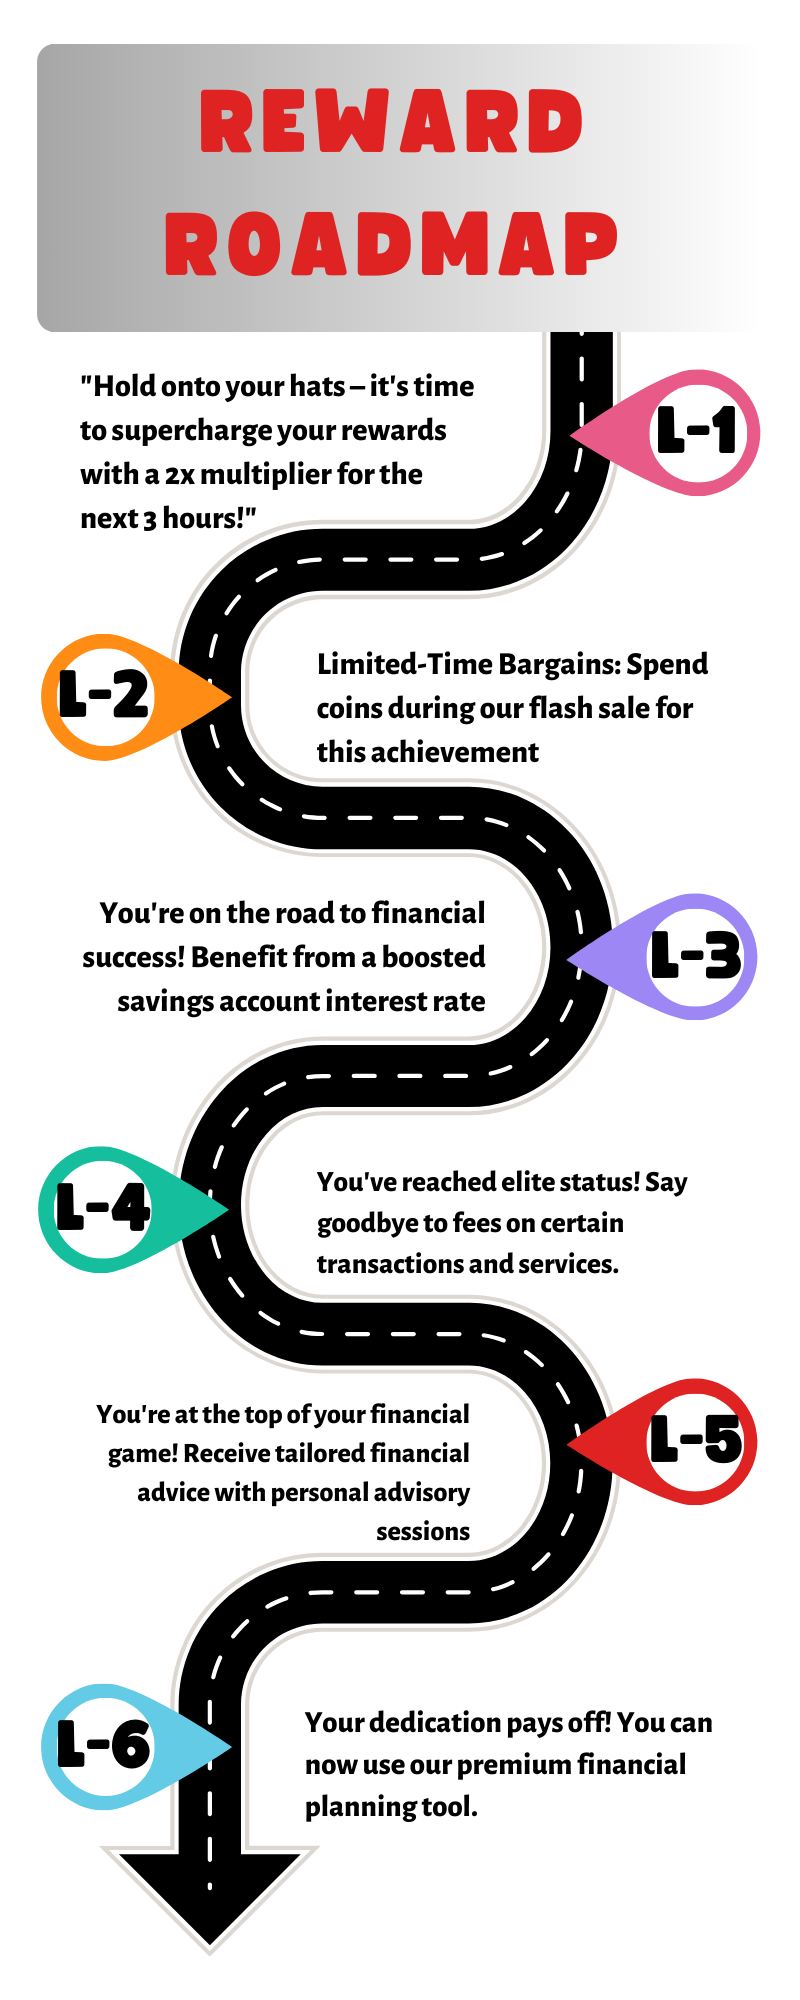 REWARD
ROADMAP
"Hold onto your hats – it's time
to supercharge your rewards
with a 2x multiplier for the
next 3 hours!"
L-1
L-2
Limited-Time Bargains: Spend
coins during our flash sale for
this achievement
You're on the road to financial
success! Benefit from a boosted
savings account interest rate
L-3
L-4
You've reached elite status! Say
goodbye to fees on certain
transactions and services.
You're at the top of your financial
game! Receive tailored financial
advice with personal advisory
sessions
L-5
L-6
Your dedication pays off! You can
now use our premium financial
planning tool.